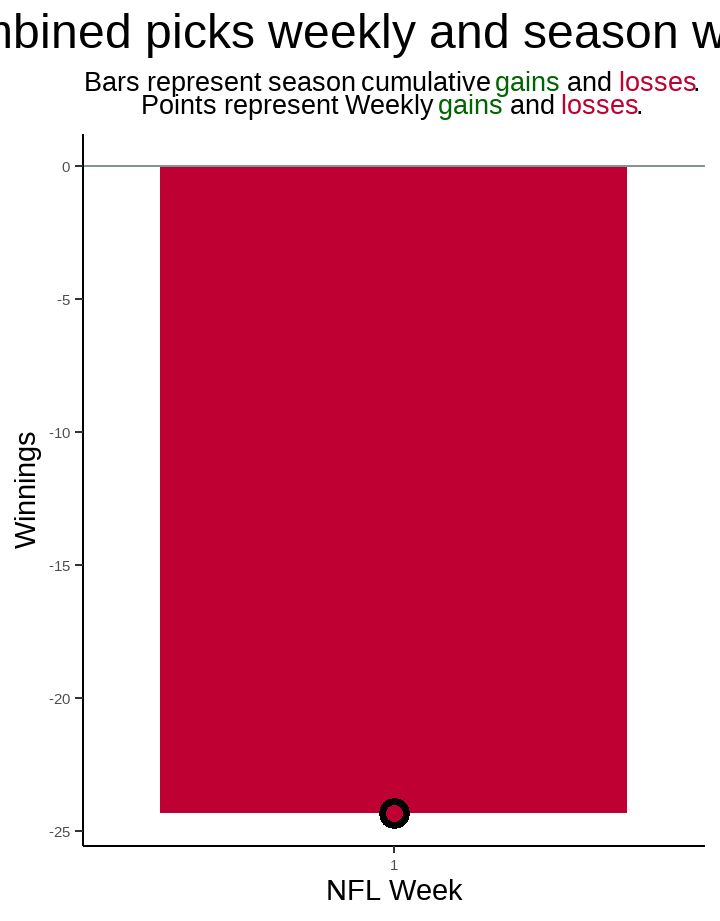 picks weekly and season
Bars represent season cumulative gains and losses.
Points represent Weekly gains and losses.
0
-5
-10
-15
-20
-25
Winnings
1
NFL Week